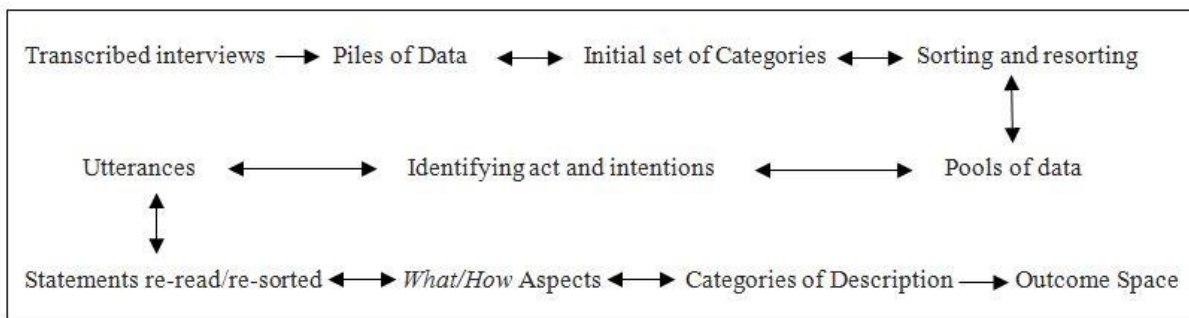 Transcribed interviews Piles of Data Initial set of Categories Sorting and resorting
Utterances Identifying act and intentions Pools of data
Statements re-read/re-sorted What/How Aspects Categories of Description Outcome Space